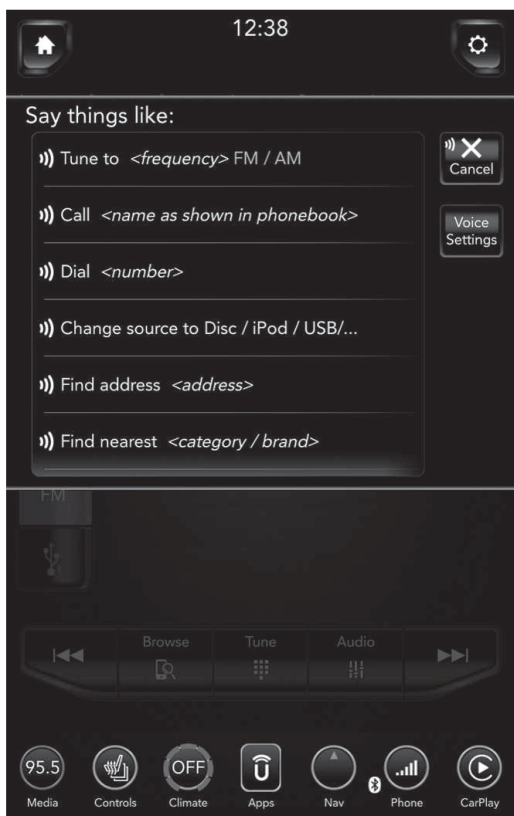 12:38
Say things like:
Tune to <frequency> FM / AM
Cancel
Call <name as shown in phonebook>
Voice
Settings
Dial <number>
Change source to Disc / iPod / USB/...
Find address <address>
Find nearest <category / brand>
FM
Browse Tune Audio
95.5 OFF
Media Controls Climate Apps Nav Phone CarPlay